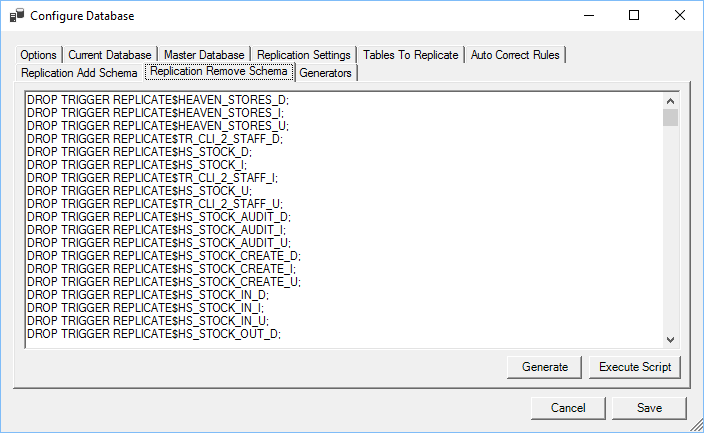 Configure Database
Options Current Database Master Database Replication Settings Tables To Replicate Auto Correct Rules
Replication Add Schema Replication Remove Schema Generators
DROP TRIGGER REPLICATE$HEAVEN_STORES_D;
DROP TRIGGER REPLICATE$HEAVEN_STORES_I;
DROP TRIGGER REPLICATE$HEAVEN_STORES_U;
DROP TRIGGER REPLICATE$TR_CLI_2_STAFF_D;
DROP TRIGGER REPLICATE$HS_STOCK_D;
DROP TRIGGER REPLICATE$HS_STOCK_I;
DROP TRIGGER REPLICATE$TR_CLI_2_STAFF_I;
DROP TRIGGER REPLICATE$HS_STOCK_U;
DROP TRIGGER REPLICATE$TR_CLI_2_STAFF_U;
DROP TRIGGER REPLICATE$HS_STOCK_AUDIT_D;
DROP TRIGGER REPLICATE$HS_STOCK_AUDIT_I;
DROP TRIGGER REPLICATE$HS_STOCK_AUDIT_U;
DROP TRIGGER REPLICATE$HS_STOCK_CREATE_D;
DROP TRIGGER REPLICATE$HS_STOCK_CREATE_I;
DROP TRIGGER REPLICATE$HS_STOCK_CREATE_U;
DROP TRIGGER REPLICATE$HS_STOCK_IN_D;
DROP TRIGGER REPLICATE$HS_STOCK_IN_I;
DROP TRIGGER REPLICATE$HS_STOCK_IN_U;
DROP TRIGGER REPLICATE$HS_STOCK_OUT_D;
Generate Execute Script
Cancel Save